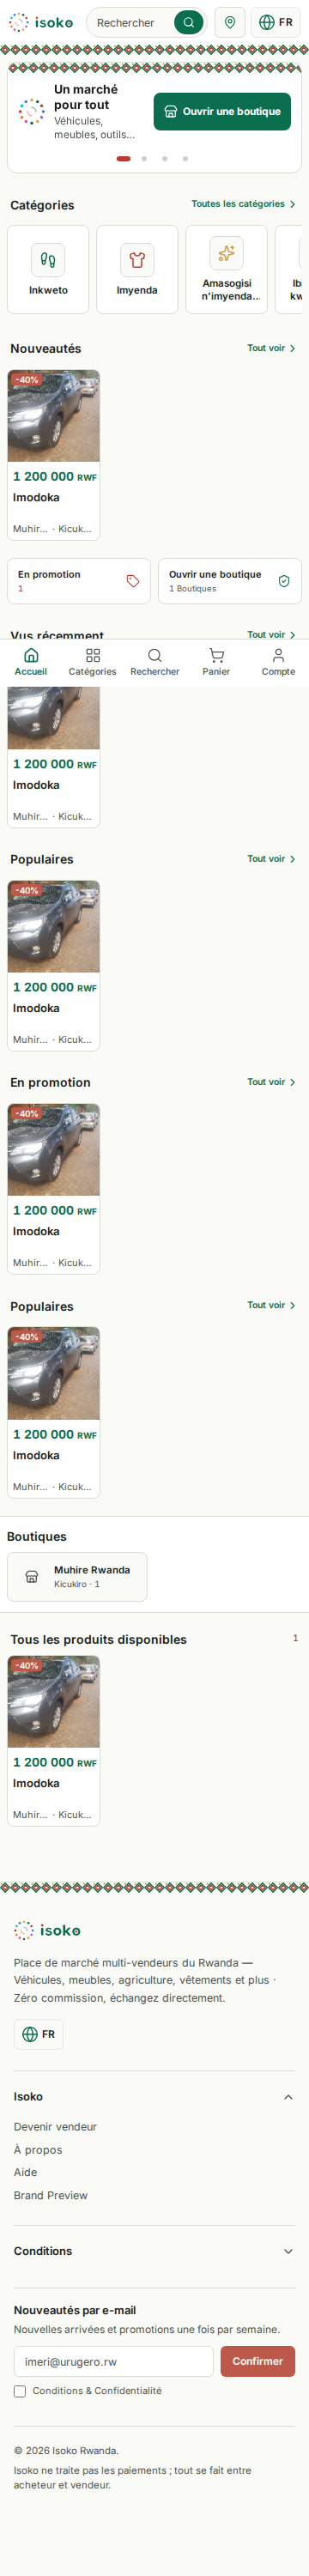 isoko
Rechercher
FR
Un marché
pour tout
Véhicules,
meubles, outils…
Ouvrir une boutique
Catégories
Toutes les catégories
Inkweto
Imyenda
Amasogisi
n'imyenda…
Nouveautés
Tout voir
-40%
1 200 000 RWF
Imodoka
Muhir… · Kicuk…
En promotion
1
Ouvrir une boutique
1 Boutiques
Vus récemment
Tout voir
Accueil
Catégories
Rechercher
Panier
Compte
1 200 000 RWF
Imodoka
Muhir… · Kicuk…
Populaires
Tout voir
-40%
1 200 000 RWF
Imodoka
Muhir… · Kicuk…
En promotion
Tout voir
-40%
1 200 000 RWF
Imodoka
Muhir… · Kicuk…
Populaires
Tout voir
-40%
1 200 000 RWF
Imodoka
Muhir… · Kicuk…
Boutiques
Muhire Rwanda
Kicukiro · 1
Tous les produits disponibles
1
-40%
1 200 000 RWF
Imodoka
Muhir… · Kicuk…
isoko
Place de marché multi-vendeurs du Rwanda —
Véhicules, meubles, agriculture, vêtements et plus ·
Zéro commission, échangez directement.
FR
Isoko
Devenir vendeur
À propos
Aide
Brand Preview
Conditions
Nouveautés par e-mail
Nouvelles arrivées et promotions une fois par semaine.
imeri@urugero.rw
Confirmer
Conditions & Confidentialité
© 2026 Isoko Rwanda.
Isoko ne traite pas les paiements ; tout se fait entre
acheteur et vendeur.